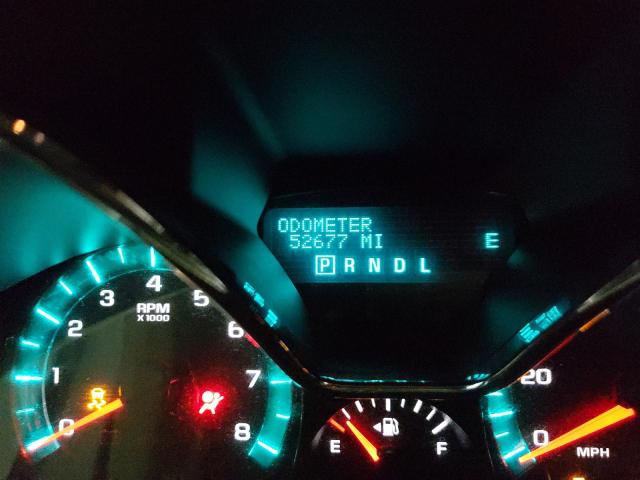 ODOMETER
52677 MI
E
P R N D L
0 1 2 3 4 5 6 7 8
RPM
X1000
E F
20
0
MPH